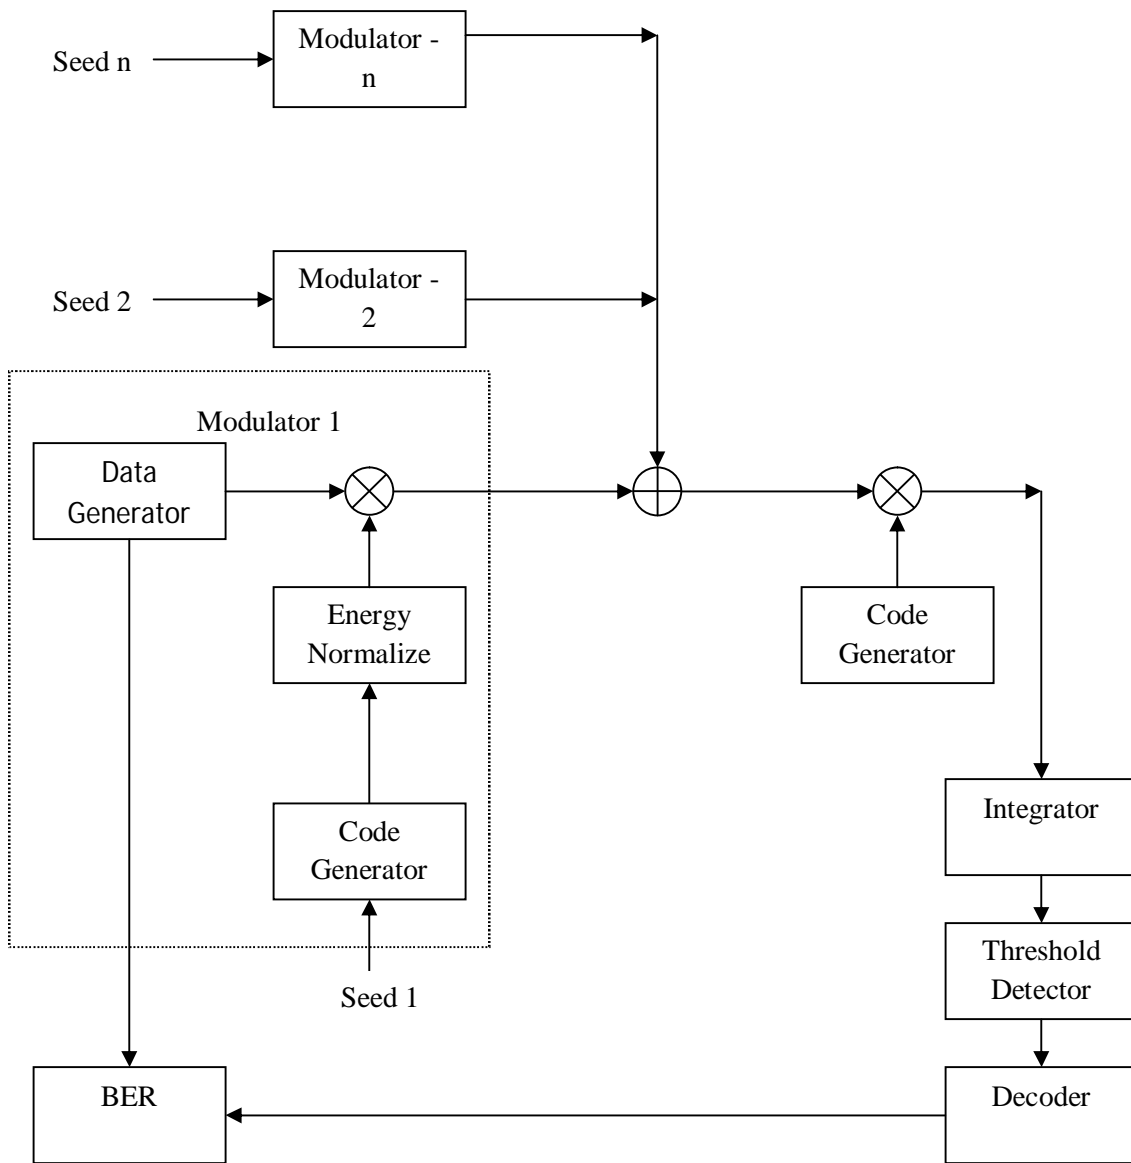 Seed n
Modulator -
n
Seed 2
Modulator -
2
Modulator 1
Data
Generator
Energy
Normalize
Code
Generator
Code
Generator
Seed 1
Integrator
Threshold
Detector
BER
Decoder